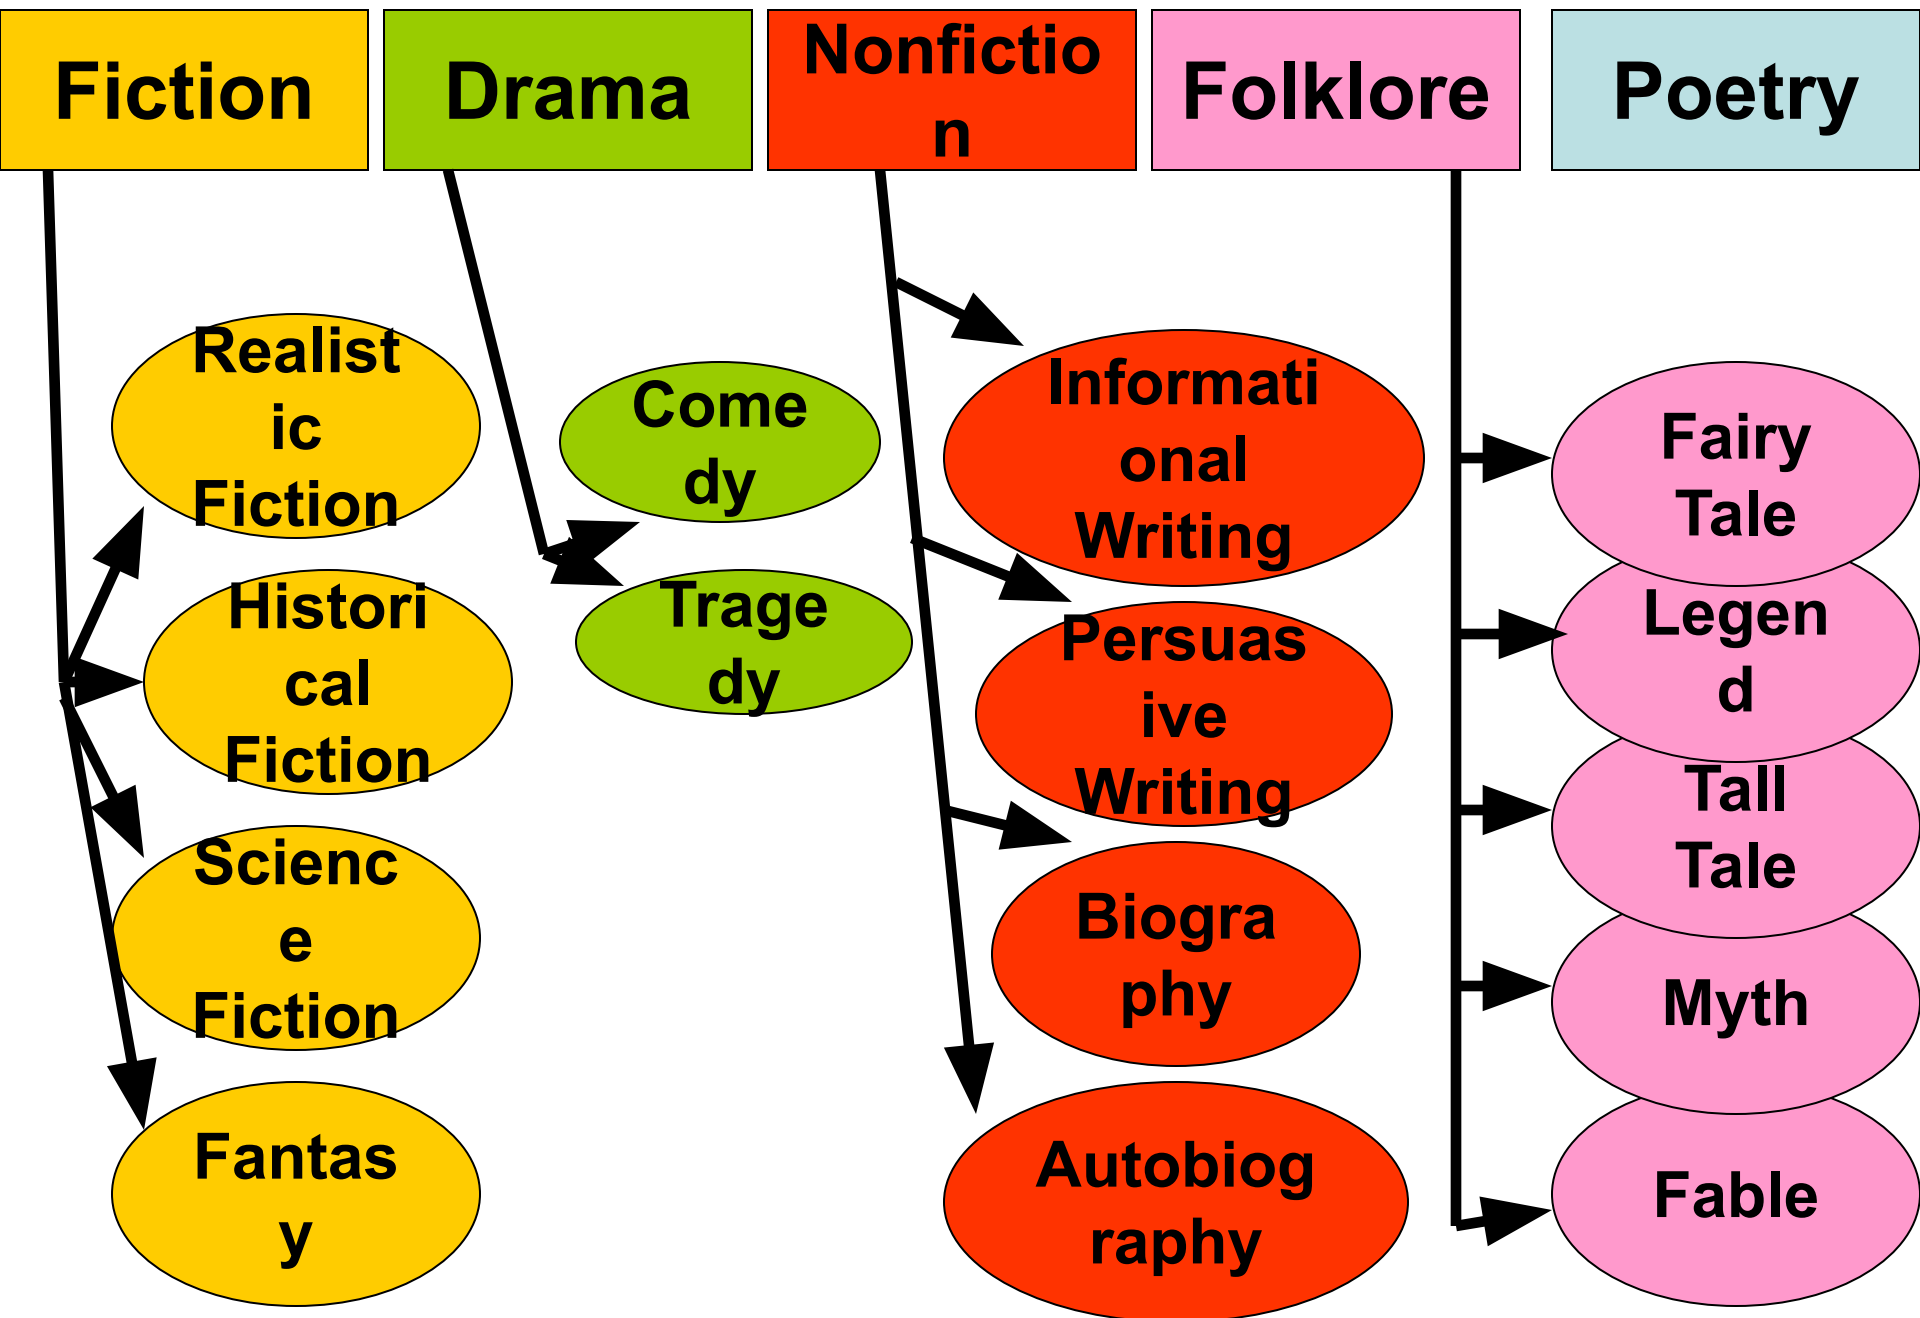 Fiction
Drama
Nonfictio
n
Folklore
Poetry
Realist
ic
Fiction
Histori
cal
Fiction
Scienc
e
Fiction
Fantas
y
Come
dy
Trage
dy
Informati
onal
Writing
Persuas
ive
Writing
Biogra
phy
Autobiog
raphy
Fairy
Tale
Legen
d
Tall
Tale
Myth
Fable